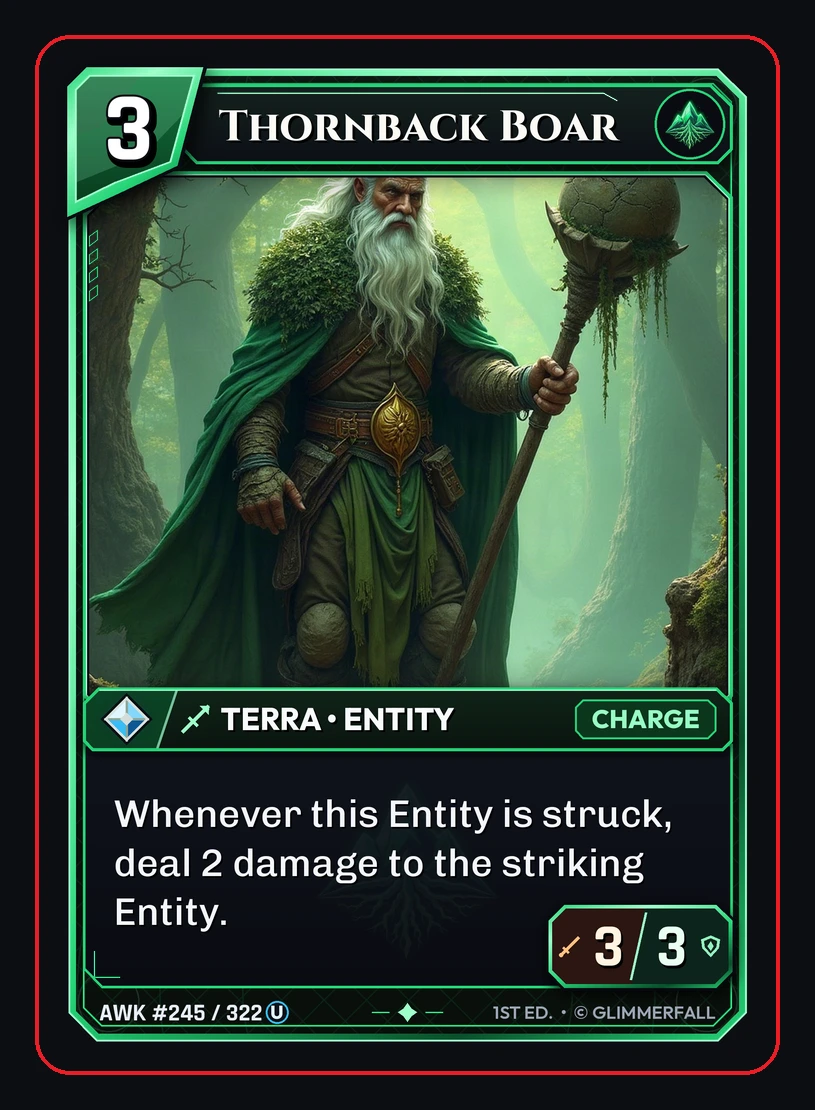 3
THORNBACK BOAR
TERRA • ENTITY
CHARGE
Whenever this Entity is struck,
deal 2 damage to the striking
Entity.
3 / 3
AWK #245 / 322 U
1ST ED. • © GLIMMERFALL